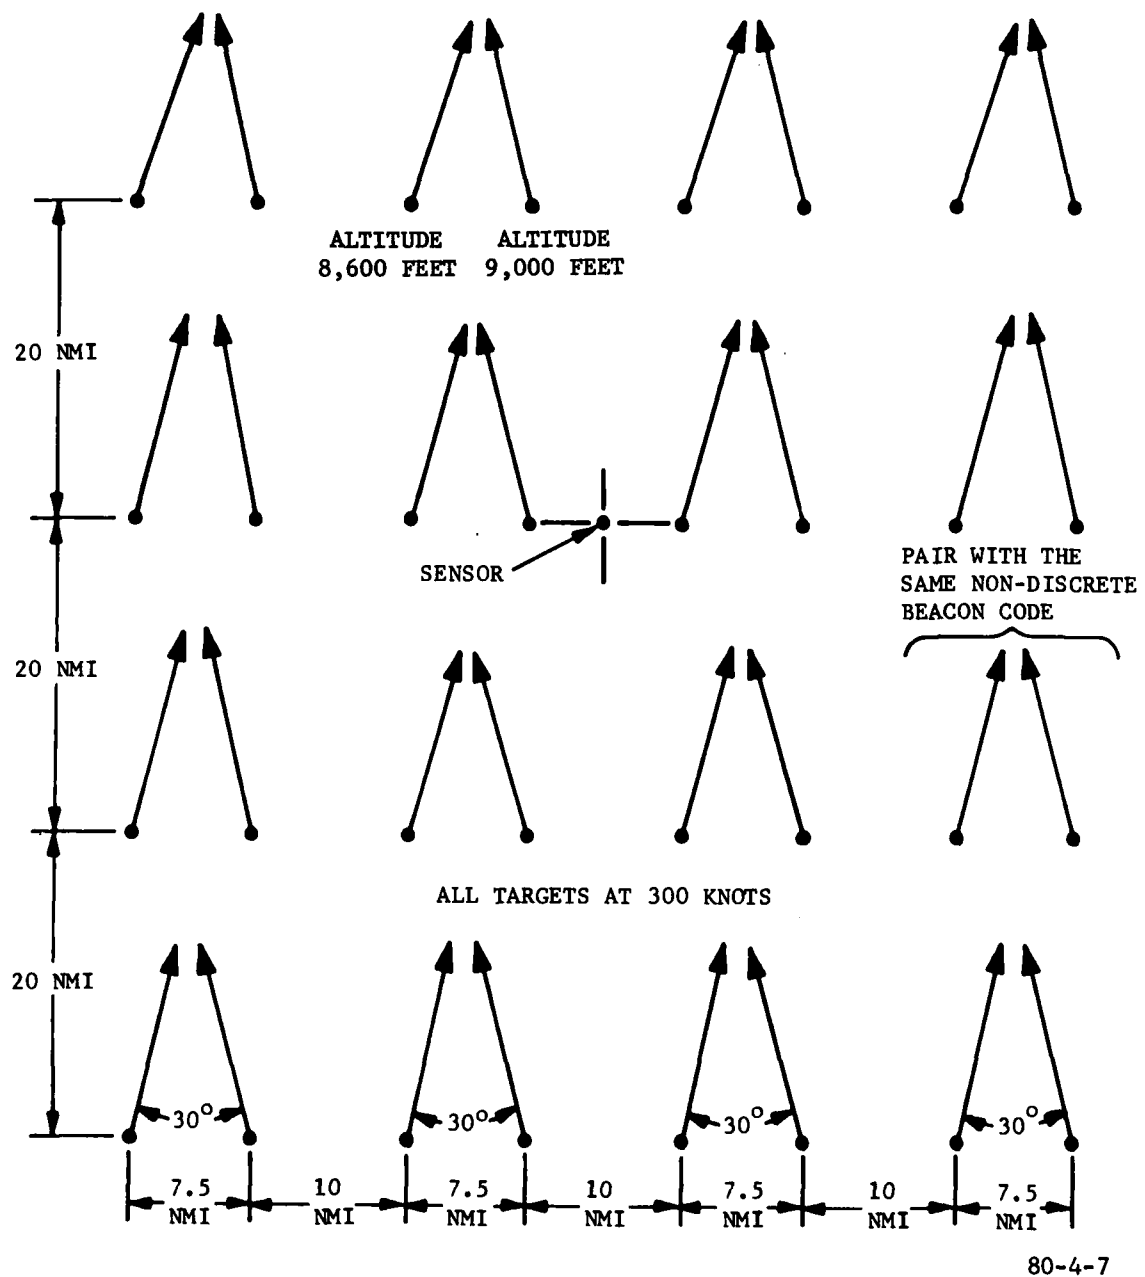 ALTITUDE ALTITUDE
8,600 FEET 9,000 FEET
20 NMI
SENSOR
PAIR WITH THE
SAME NON-DISCRETE
BEACON CODE
20 NMI
ALL TARGETS AT 300 KNOTS
20 NMI
30° 30° 30° 30°
7.5 10 7.5 10 7.5 10 7.5
NMI NMI NMI NMI NMI NMI NMI
80-4-7